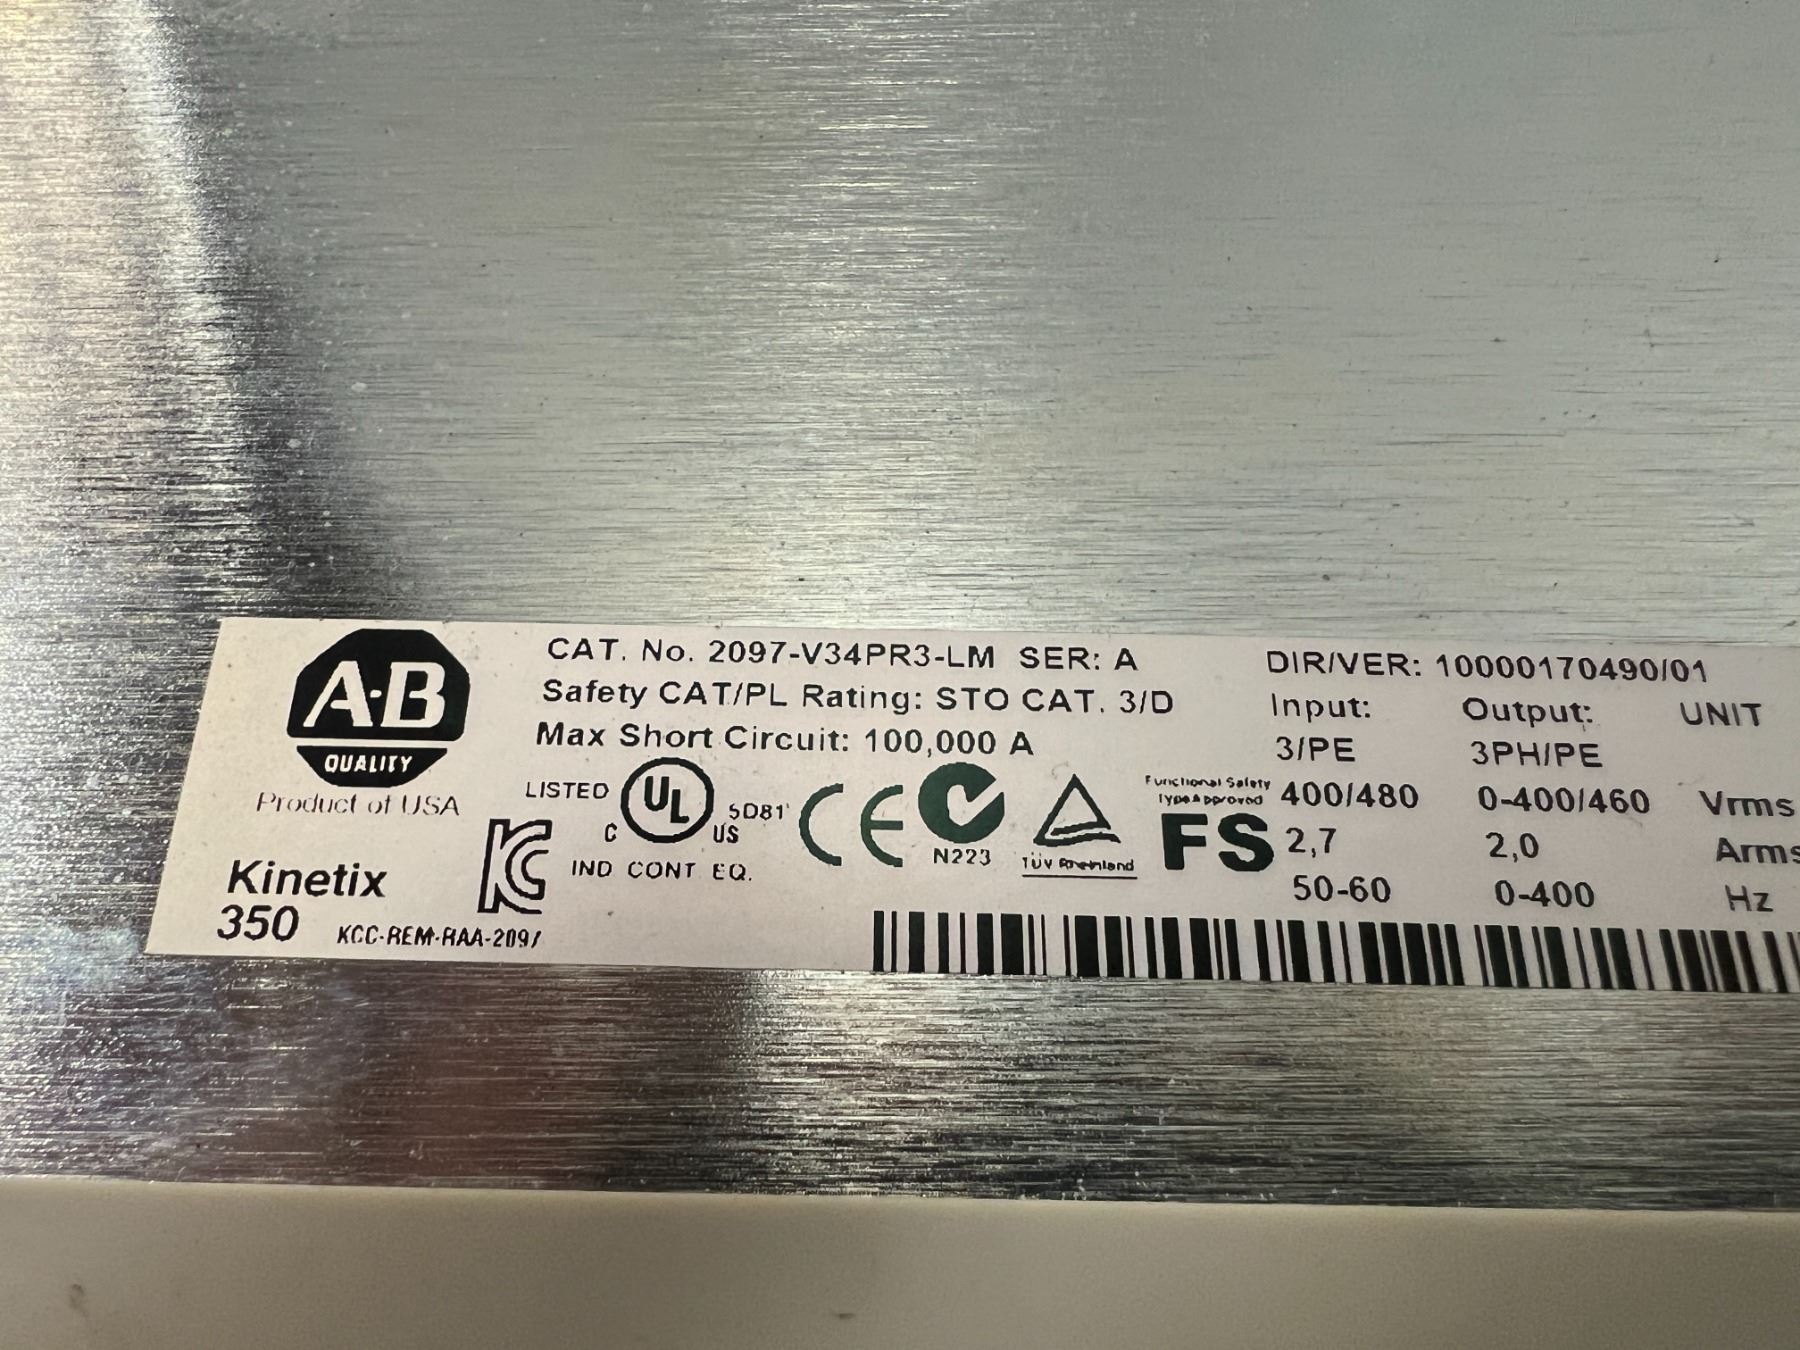 A-B
QUALITY
Product of USA
Kinetix
350
KCC-REM-RAA-2097
CAT. No. 2097-V34PR3-LM SER: A
Safety CAT/PL Rating: STO CAT. 3/D
Max Short Circuit: 100,000 A
LISTED
C UL US
5D81
IND CONT EQ.
CE
N223
TÜV Rheinland
Functional Safety
Type Approved
FS
DIR/VER: 10000170490/01
Input: Output: UNIT
3/PE 3PH/PE
400/480 0-400/460 Vrms
2,7 2,0 Arms
50-60 0-400 Hz